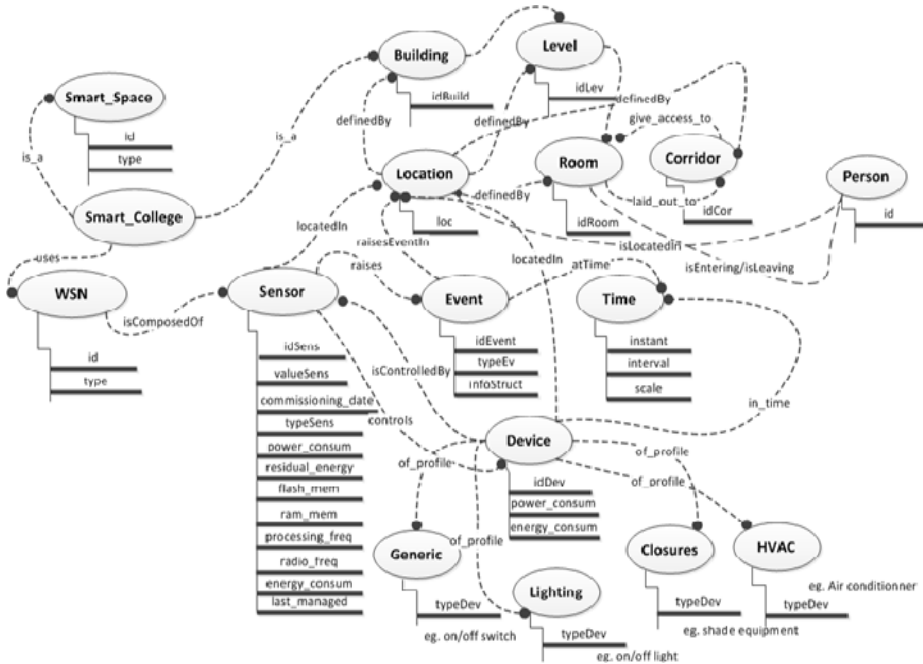 Building
Level
Smart_Space
idBuild
idLev
definedBy
id
definedBy
give_access_to
type
is_a
is_a
Location
Room
Corridor
Person
Smart_College
definedBy
laid_out_to
locatedIn
lloc
idRoom
idCor
id
raisesEventIn
isLocatedIn
uses
raises
locatedIn
atTime
isEntering/isLeaving
WSN
Sensor
Event
Time
isComposedOf
idSens
idEvent
instant
id
valueSens
isControlledBy
typeEv
interval
type
commissioning_date
infoStruct
scale
typeSens
controls
in_time
power_consum
Device
of_profile
residual_energy
of_profile
idDev
of_profile
flash_mem
power_consum
ram_mem
energy_consum
processing_freq
of_profile
radio_freq
Generic
Closures
HVAC
energy_consum
Lighting
eg. Air conditionner
last_managed
typeDev
typeDev
typeDev
eg. on/off switch
typeDev
eg. shade equipment
eg. on/off light